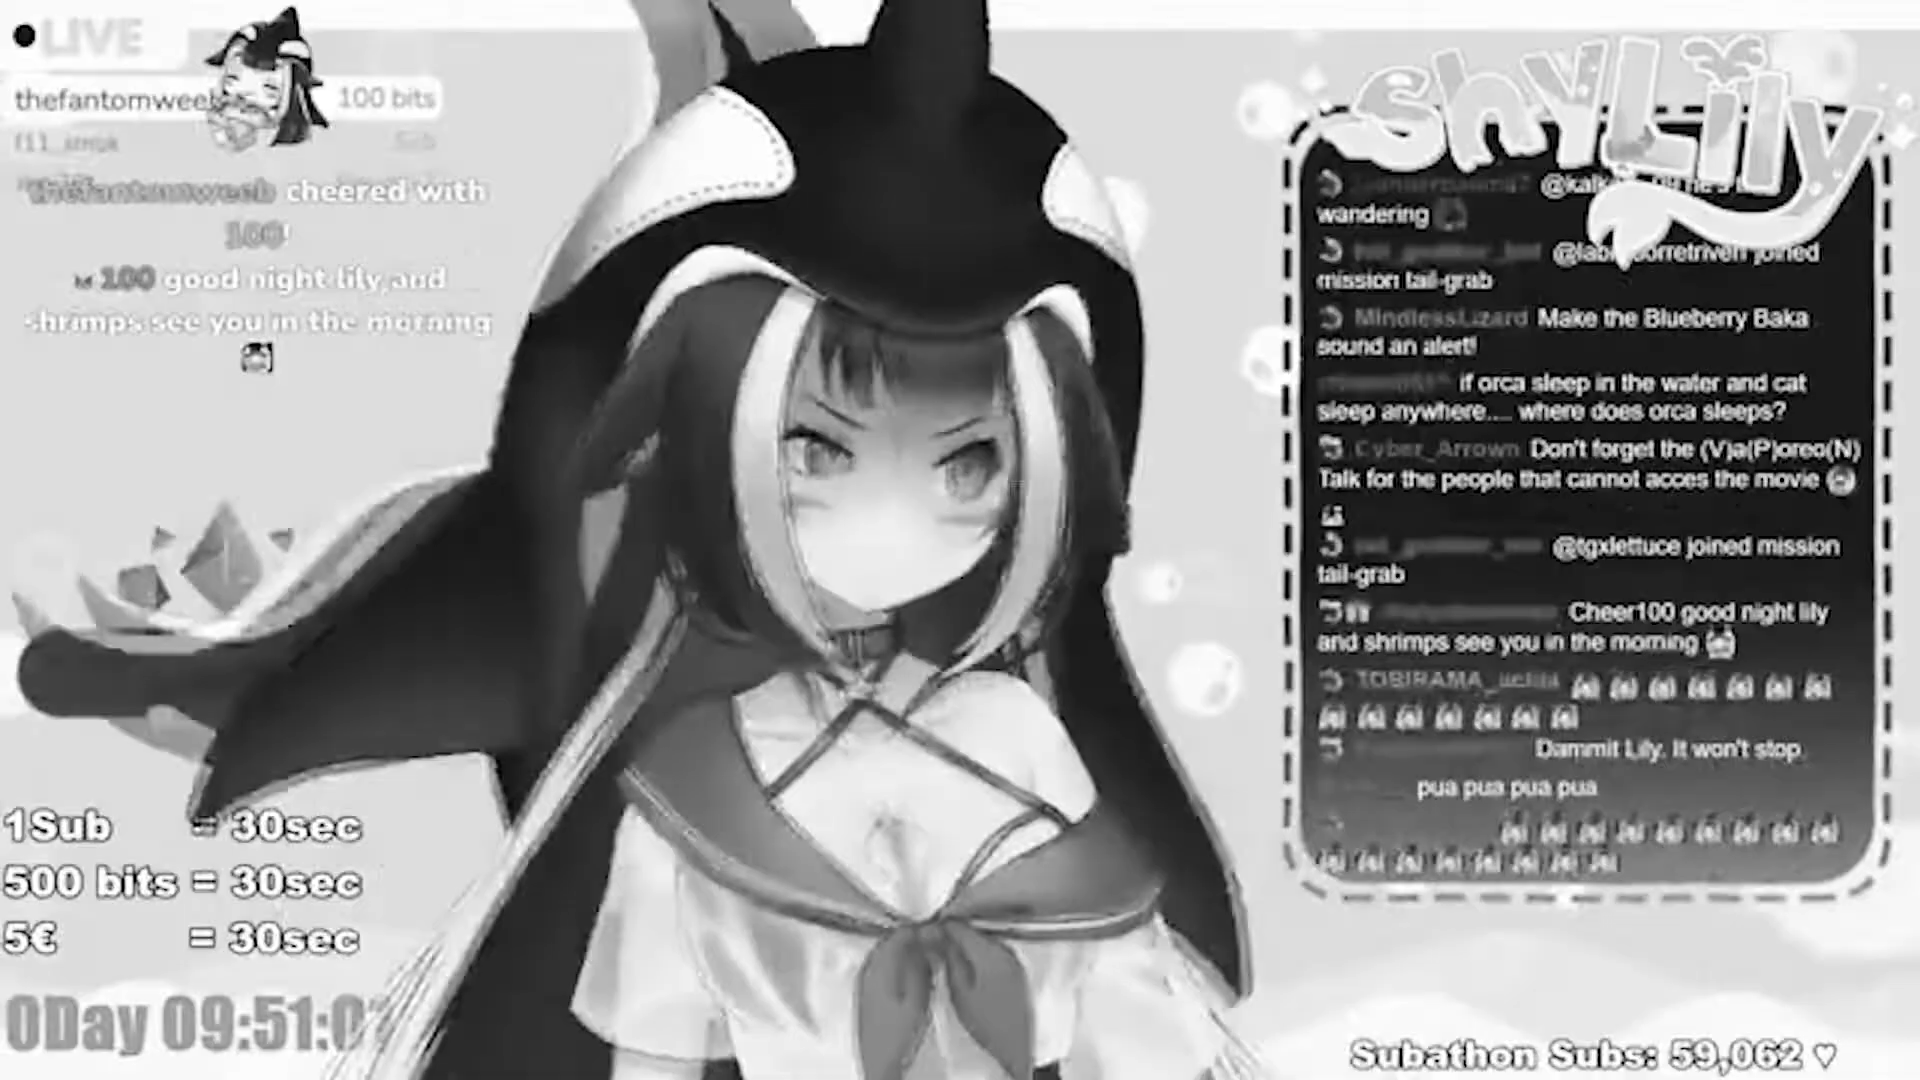 LIVE
thefantomweeb 100 bits
Sub
thefantomweeb cheered with
100!
100 good night lily and
shrimps see you in the morning
1Sub = 30sec
500 bits = 30sec
5€ = 30sec
0Day 09:51:0
shyLily
wandering
joined
mission tail-grab
MindlessLizard Make the Blueberry Baka
sound an alert!
if orca sleep in the water and cat
sleep anywhere.... where does orca sleeps?
Cyber_Arrown Don't forget the (V)a(P)oreo(N)
Talk for the people that cannot acces the movie
@tgxlettuce joined mission
tail-grab
Cheer100 good night lily
and shrimps see you in the morning
TOBIRAMA_
Dammit Lily. It won't stop
pua pua pua pua
Subathon Subs: 59,062 ♥